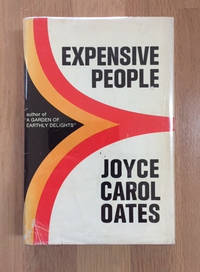 EXPENSIVE
PEOPLE
author of
"A GARDEN OF
EARTHLY DELIGHTS"
JOYCE
CAROL
OATES